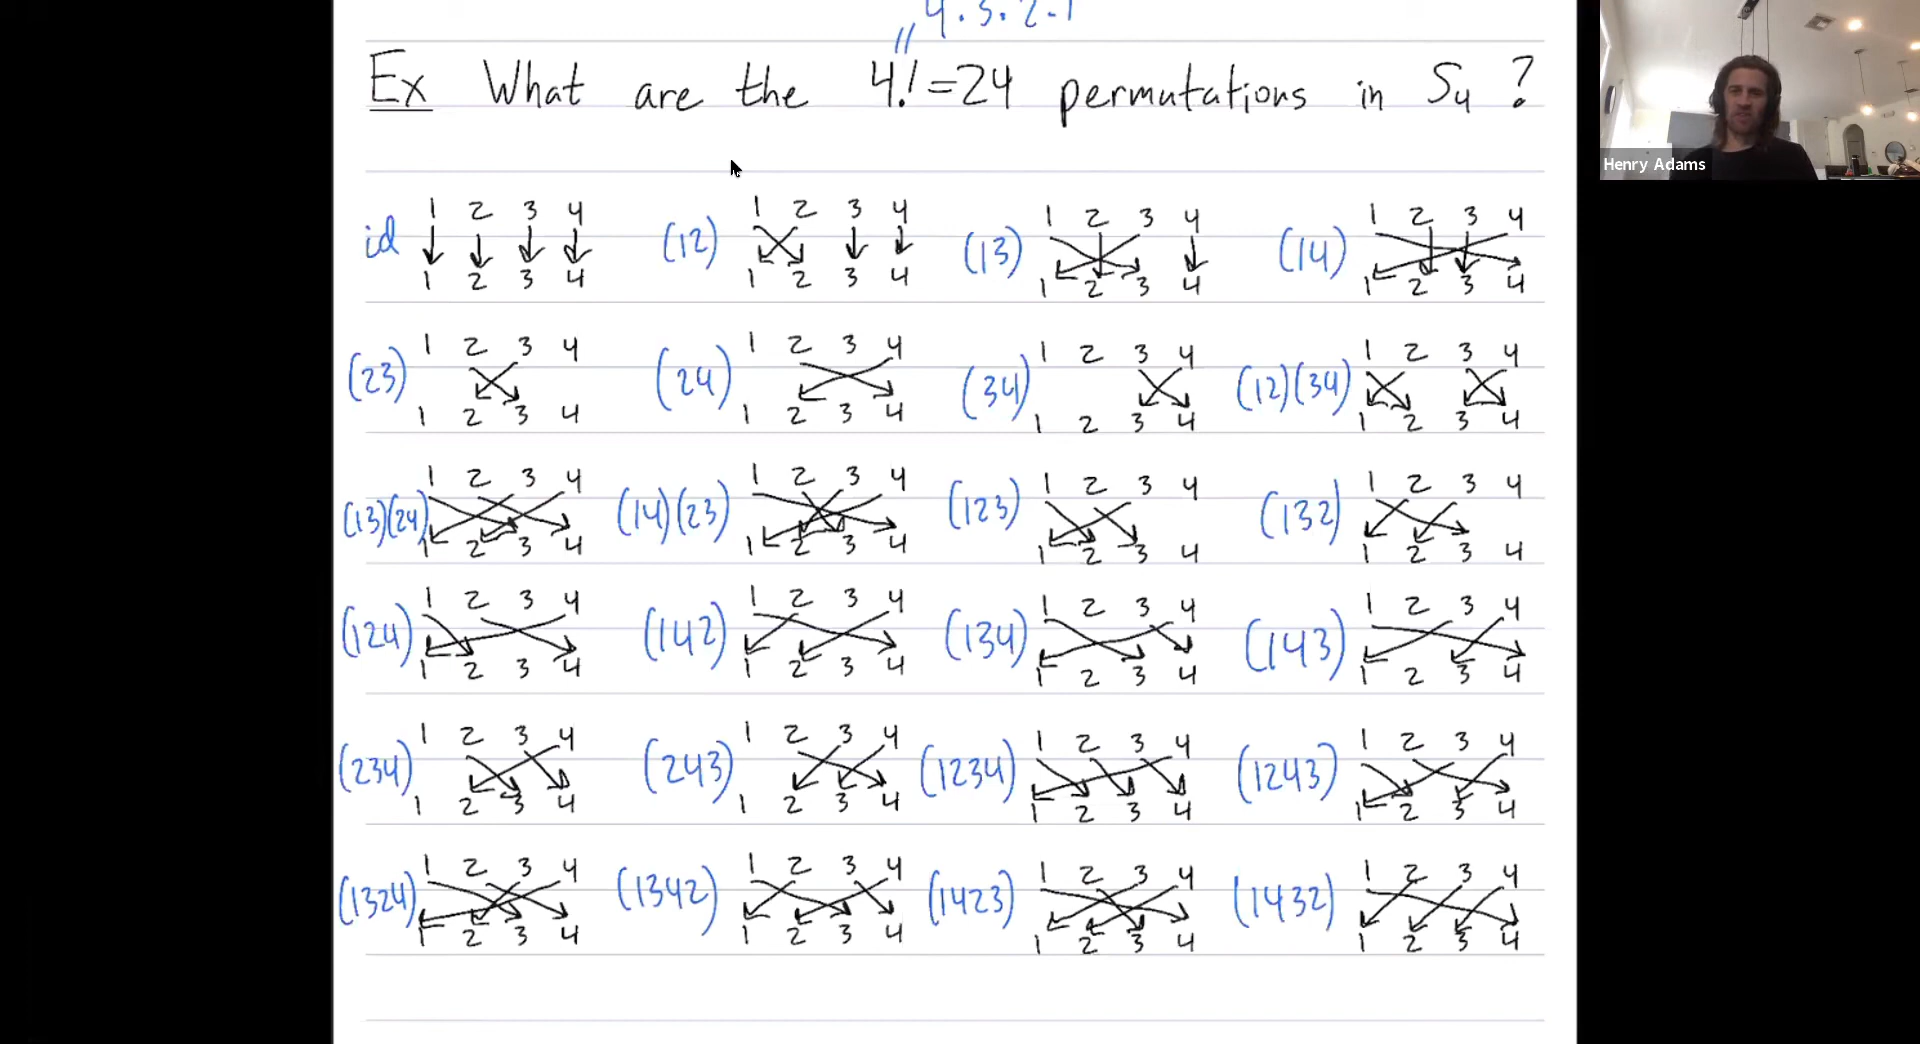 4·3·2·1
//
Ex What are the 4!=24 permutations in S₄ ?
Henry Adams
id 1 2 3 4 (12) 1 2 3 4 (13) 1 2 3 4 (14) 1 2 3 4
1 2 3 4 1 2 3 4 1 2 3 4 1 2 3 4
(23) 1 2 3 4 (24) 1 2 3 4 (34) 1 2 3 4 (12)(34) 1 2 3 4
1 2 3 4 1 2 3 4 1 2 3 4 1 2 3 4
(13)(24) 1 2 3 4 (14)(23) 1 2 3 4 (123) 1 2 3 4 (132) 1 2 3 4
1 2 3 4 1 2 3 4 1 2 3 4 1 2 3 4
(124) 1 2 3 4 (142) 1 2 3 4 (134) 1 2 3 4 (143) 1 2 3 4
1 2 3 4 1 2 3 4 1 2 3 4 1 2 3 4
(234) 1 2 3 4 (243) 1 2 3 4 (1234) 1 2 3 4 (1243) 1 2 3 4
1 2 3 4 1 2 3 4 1 2 3 4 1 2 3 4
(1324) 1 2 3 4 (1342) 1 2 3 4 (1423) 1 2 3 4 (1432) 1 2 3 4
1 2 3 4 1 2 3 4 1 2 3 4 1 2 3 4